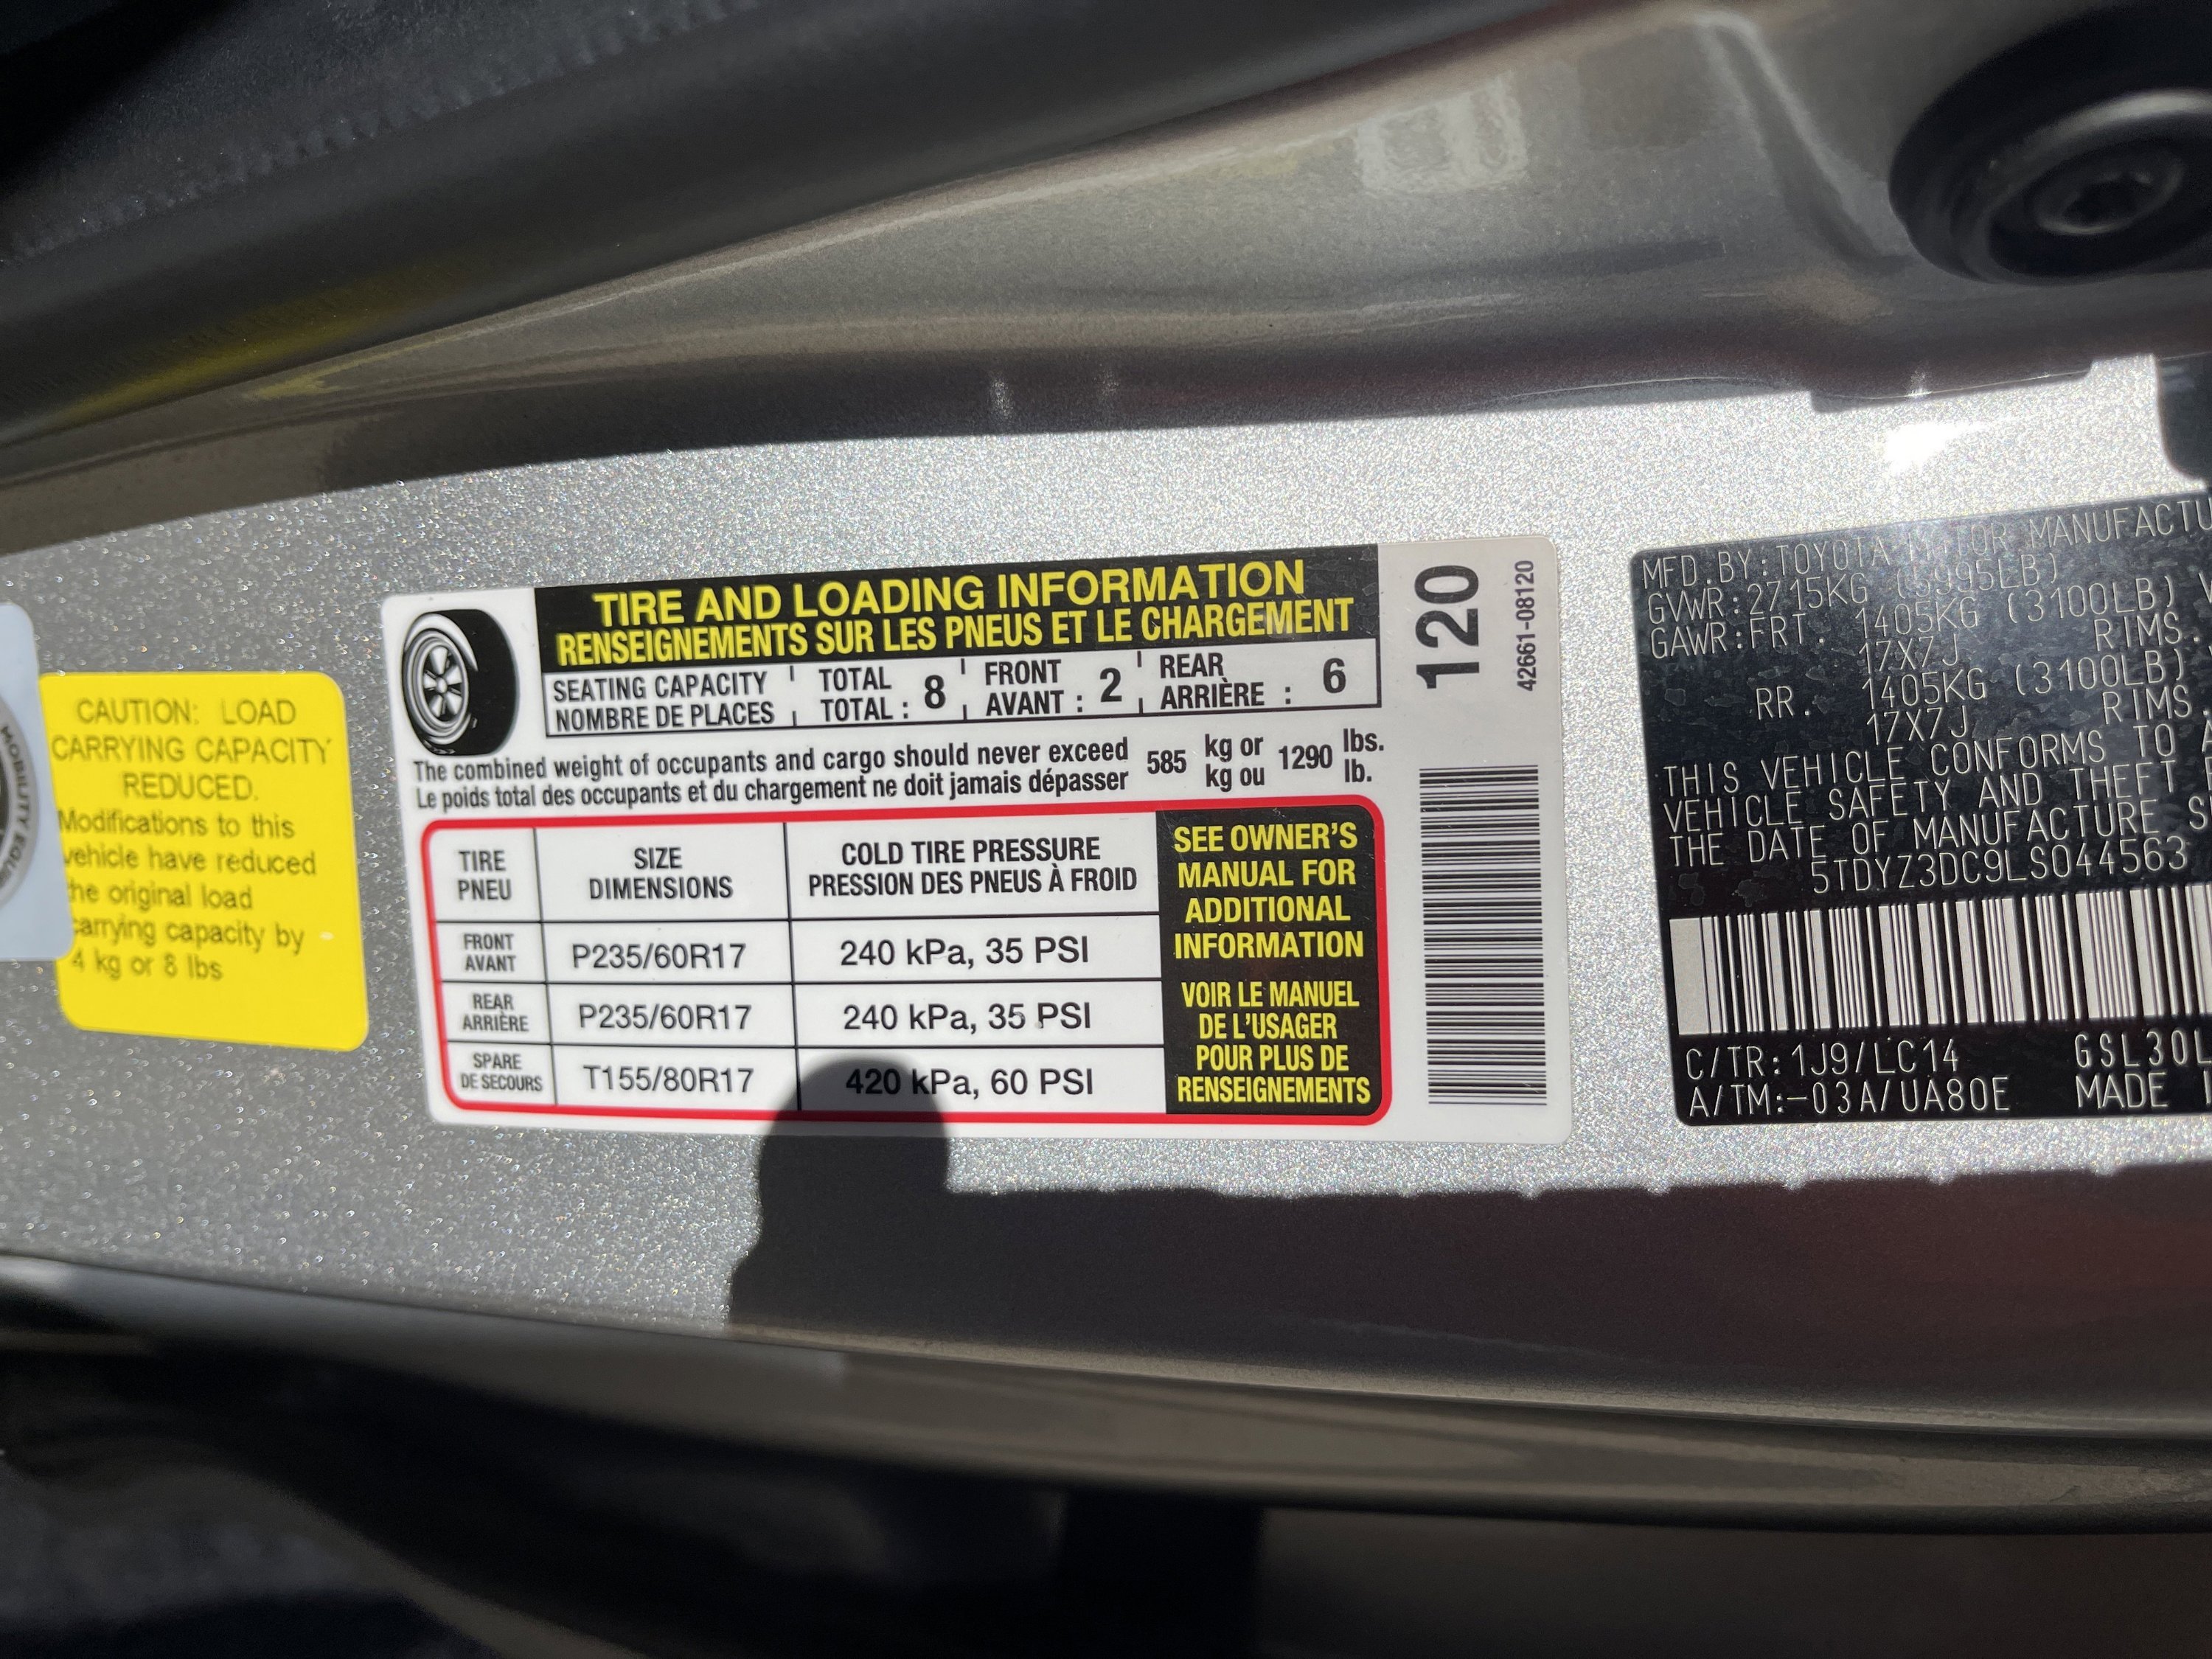 MOBILITY EQUIP
CAUTION: LOAD
CARRYING CAPACITY
REDUCED.
Modifications to this
vehicle have reduced
the original load
carrying capacity by
4 kg or 8 lbs
TIRE AND LOADING INFORMATION
RENSEIGNEMENTS SUR LES PNEUS ET LE CHARGEMENT
SEATING CAPACITY TOTAL FRONT REAR
NOMBRE DE PLACES TOTAL : 8 AVANT : 2 ARRIÈRE : 6
The combined weight of occupants and cargo should never exceed 585 kg or 1290 lbs.
Le poids total des occupants et du chargement ne doit jamais dépasser kg ou lb.
TIRE SIZE COLD TIRE PRESSURE
PNEU DIMENSIONS PRESSION DES PNEUS À FROID
FRONT
AVANT P235/60R17 240 kPa, 35 PSI
REAR
ARRIÈRE P235/60R17 240 kPa, 35 PSI
SPARE
DE SECOURS T155/80R17 420 kPa, 60 PSI
SEE OWNER'S
MANUAL FOR
ADDITIONAL
INFORMATION
VOIR LE MANUEL
DE L'USAGER
POUR PLUS DE
RENSEIGNEMENTS
120
42661-08120
MFD.BY:TOYOTA MOTOR MANUFACTU
GVWR:2715KG (5995LB)
GAWR:FRT. 1405KG (3100LB)
17X7J RIMS.
RR. 1405KG (3100LB)
17X7J RIMS.
THIS VEHICLE CONFORMS TO
VEHICLE SAFETY AND THEFT
THE DATE OF MANUFACTURE S
5TDYZ3DC9LS044563
C/TR:1J9/LC14 GSL30L
A/TM:-03A/UA80E MADE